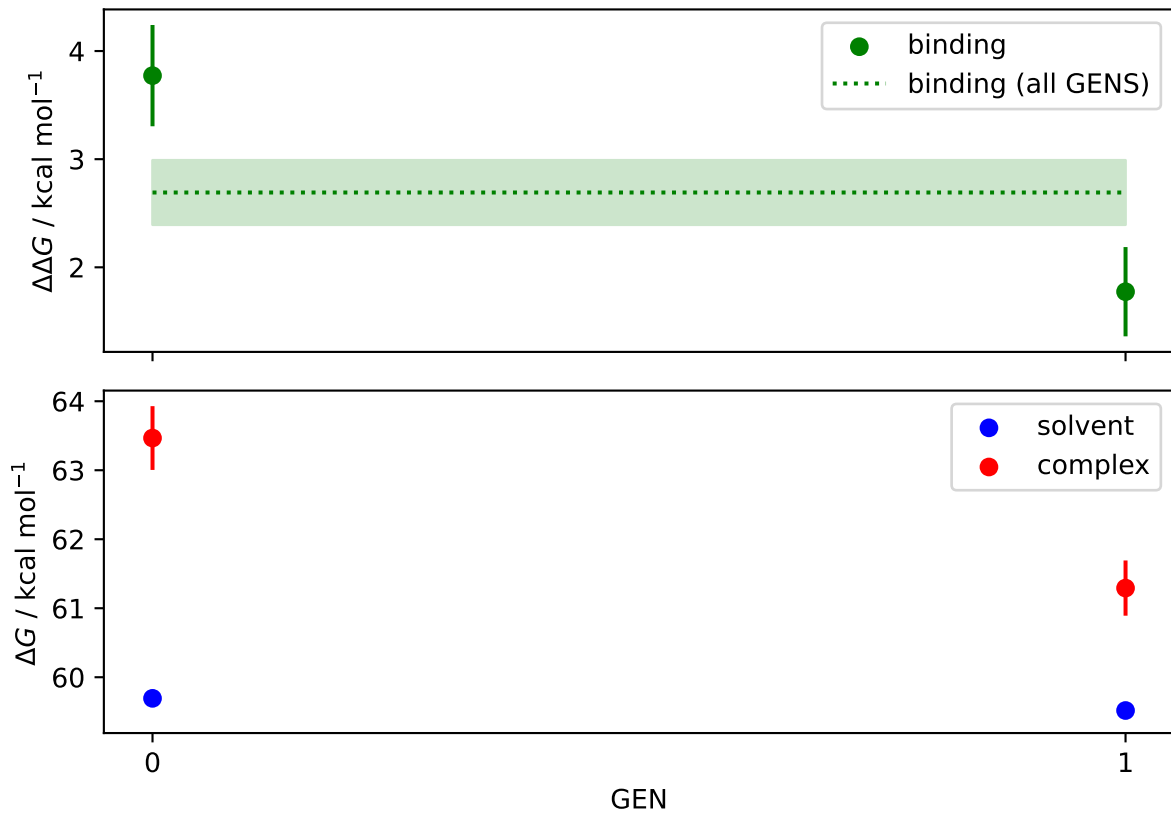 4
3
2
ΔΔG / kcal mol⁻¹
binding
binding (all GENS)
64
63
62
61
60
ΔG / kcal mol⁻¹
solvent
complex
0
1
GEN